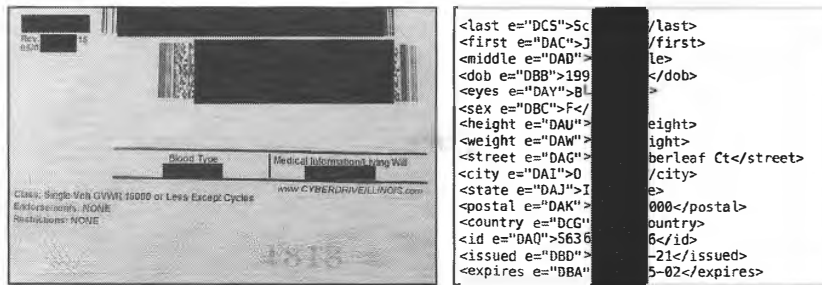 Rev.
Blood Type
Medical Information/Living Will
www.CYBERDRIVEILLINOIS.com
Class: Single Veh GVWR 16000 or Less Except Cycles
Endorsements: NONE
Restrictions: NONE
<last e="DCS">Sc /last>
<first e="DAC">J /first>
<middle e="DAD"> le>
<dob e="DBB">199 </dob>
<eyes e="DAY">B >
<sex e="DBC">F</
<height e="DAU"> eight>
<weight e="DAW"> ight>
<street e="DAG"> berleaf Ct</street>
<city e="DAI">O /city>
<state e="DAJ">I e>
<postal e="DAK"> 000</postal>
<country e="DCG" ountry>
<id e="DAQ">S636 6</id>
<issued e="DBD"> -21</issued>
<expires e="DBA" 5-02</expires>